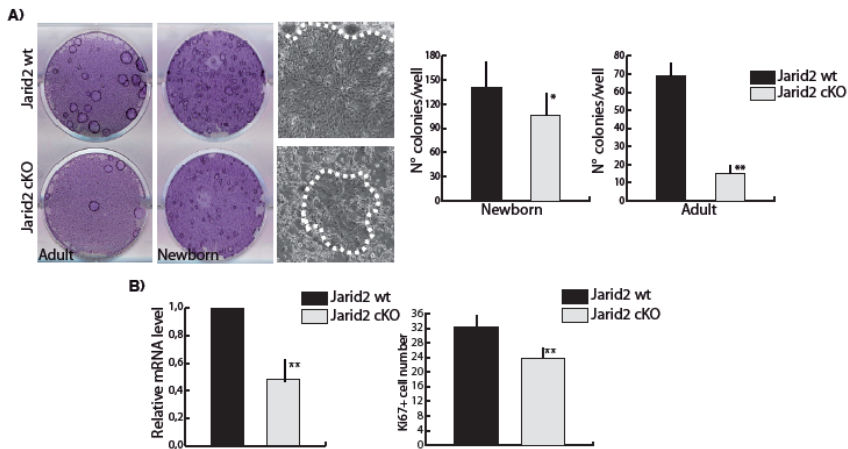 A)
Jarid2 wt
Jarid2 cKO
Adult
Newborn
N° colonies/well
180
150
120
90
60
30
0
*
Newborn
N° colonies/well
80
70
60
50
40
30
20
10
0
**
Adult
Jarid2 wt
Jarid2 cKO
B)
Relative mRNA level
1,0
0,8
0,6
0,4
0,2
0,0
**
Jarid2 wt
Jarid2 cKO
Ki67+ cell number
36
32
28
24
20
16
12
8
4
0
**
Jarid2 wt
Jarid2 cKO